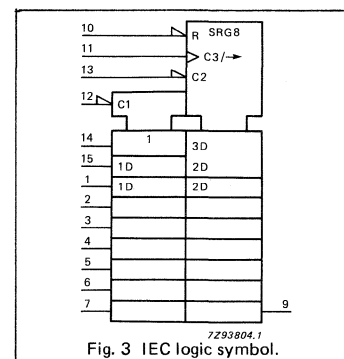 10 R SRG8
11 C3/→
13 C2
12 C1
14 1 3D
15 1D 2D
1 1D 2D
2
3
4
5
6
7 9
7Z93804.1
Fig. 3 IEC logic symbol.